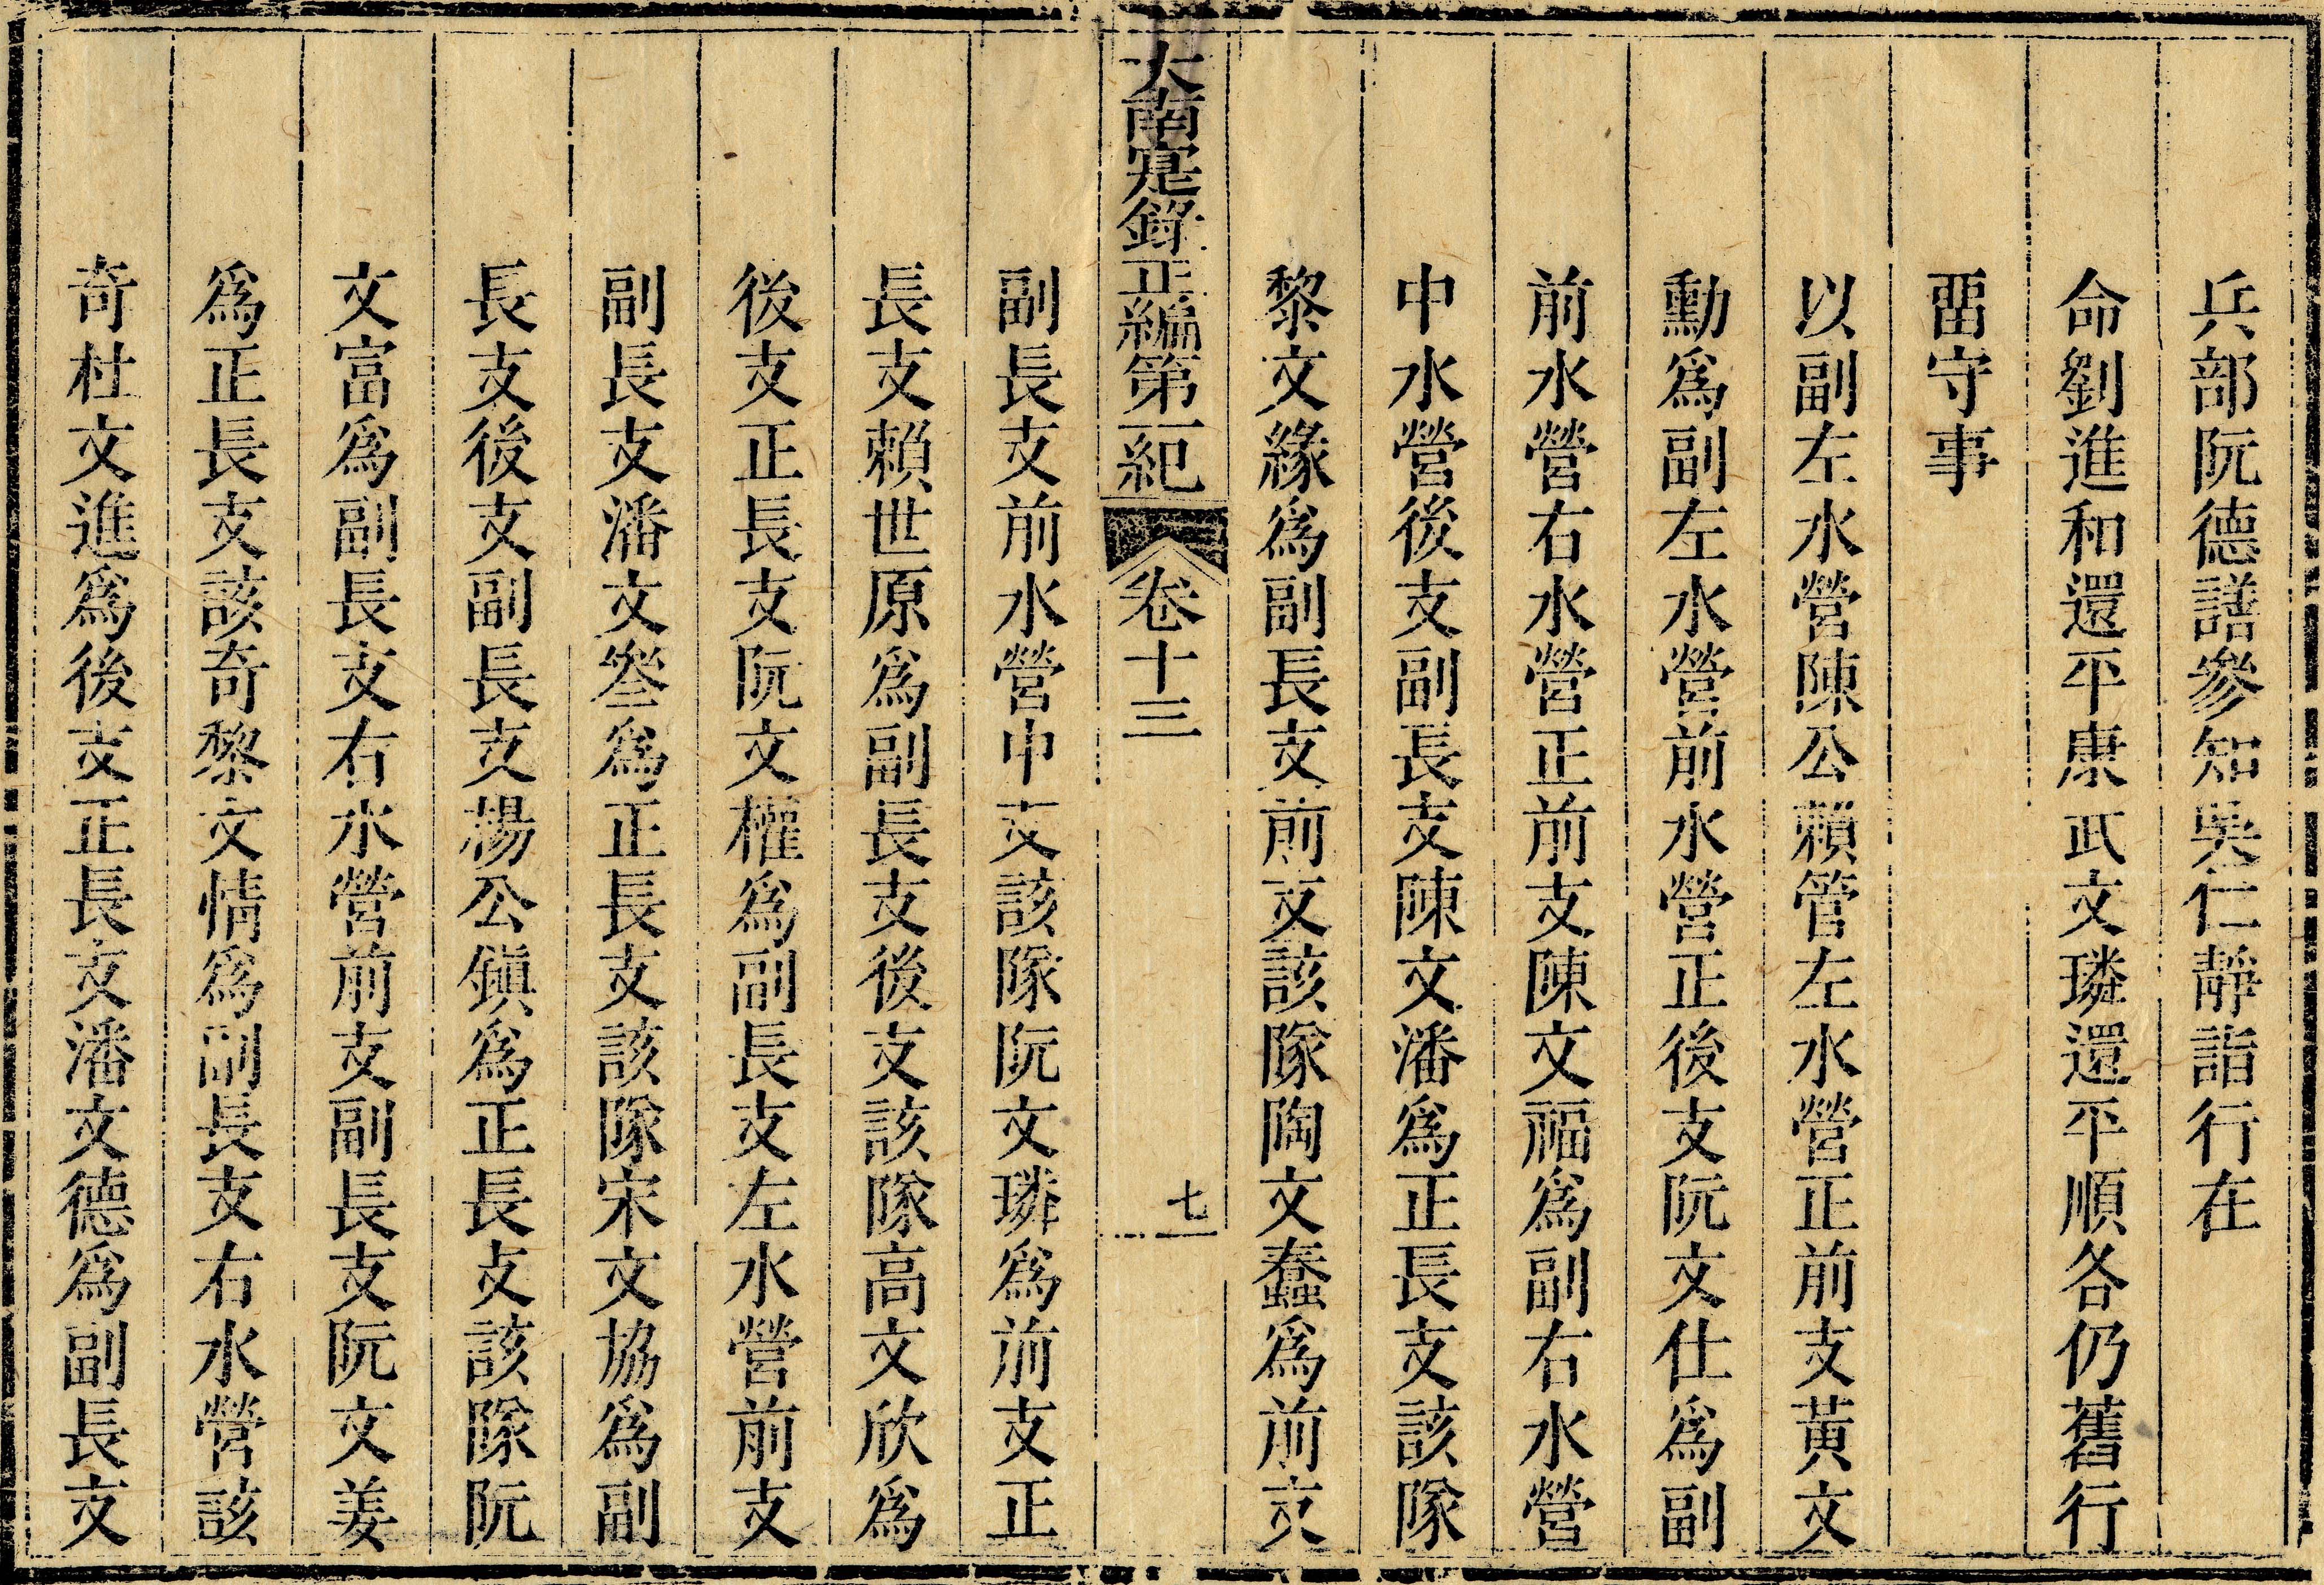 兵部阮德譜參知吳仁靜詣行在
命劉進和還平康武文璘還平順各仍舊行
畱守事
以副左水營陳公賴管左水營正前支黃文
勳爲副左水營前水營正後支阮文仕爲副
前水營右水營正前支陳文福爲副右水營
中水營後支副長支陳文潘爲正長支該隊
黎文緣爲副長支前支該隊陶文蠢爲前支
大南寔錄正編第一紀 卷十三 七
副長支前水營中支該隊阮文璘爲前支正
長支賴世原爲副長支後支該隊高文欣爲
後支正長支阮文權爲副長支左水營前支
副長支潘文叅爲正長支該隊宋文協爲副
長支後支副長支楊公鎮爲正長支該隊阮
文富爲副長支右水營前支副長支阮文姜
爲正長支該奇黎文情爲副長支右水營該
奇杜文進爲後支正長支潘文德爲副長支